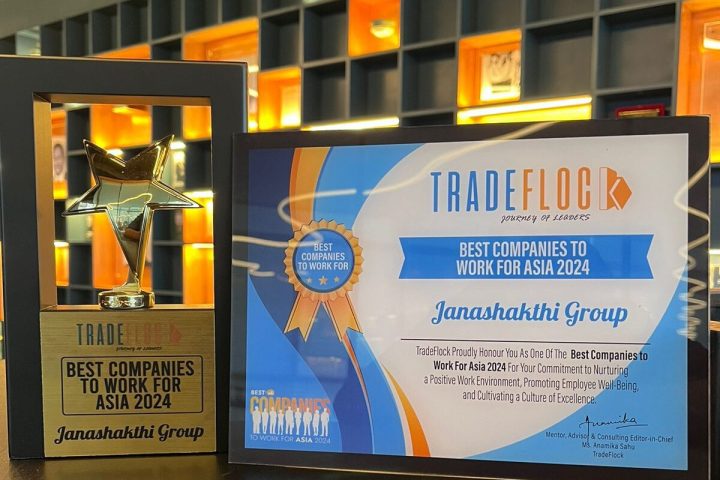 TRADEFLOCK
JOURNEY OF LEADERS
BEST COMPANIES
TO WORK FOR
ASIA 2024
Janashakthi Group
TRADEFLOCK
JOURNEY OF LEADERS
BEST COMPANIES TO
WORK FOR ASIA 2024
Janashakthi Group
TradeFlock Proudly Honour You As One Of The Best Companies to
Work For Asia 2024 For Your Commitment to Nurturing
a Positive Work Environment, Promoting Employee Well-Being,
and Cultivating a Culture of Excellence.
Anamika
Mentor, Advisor & Consulting Editor-in-Chief
Ms. Anamika Sahu
TradeFlock
BEST COMPANIES
TO WORK FOR
BEST
COMPANIES
TO WORK FOR ASIA 2024